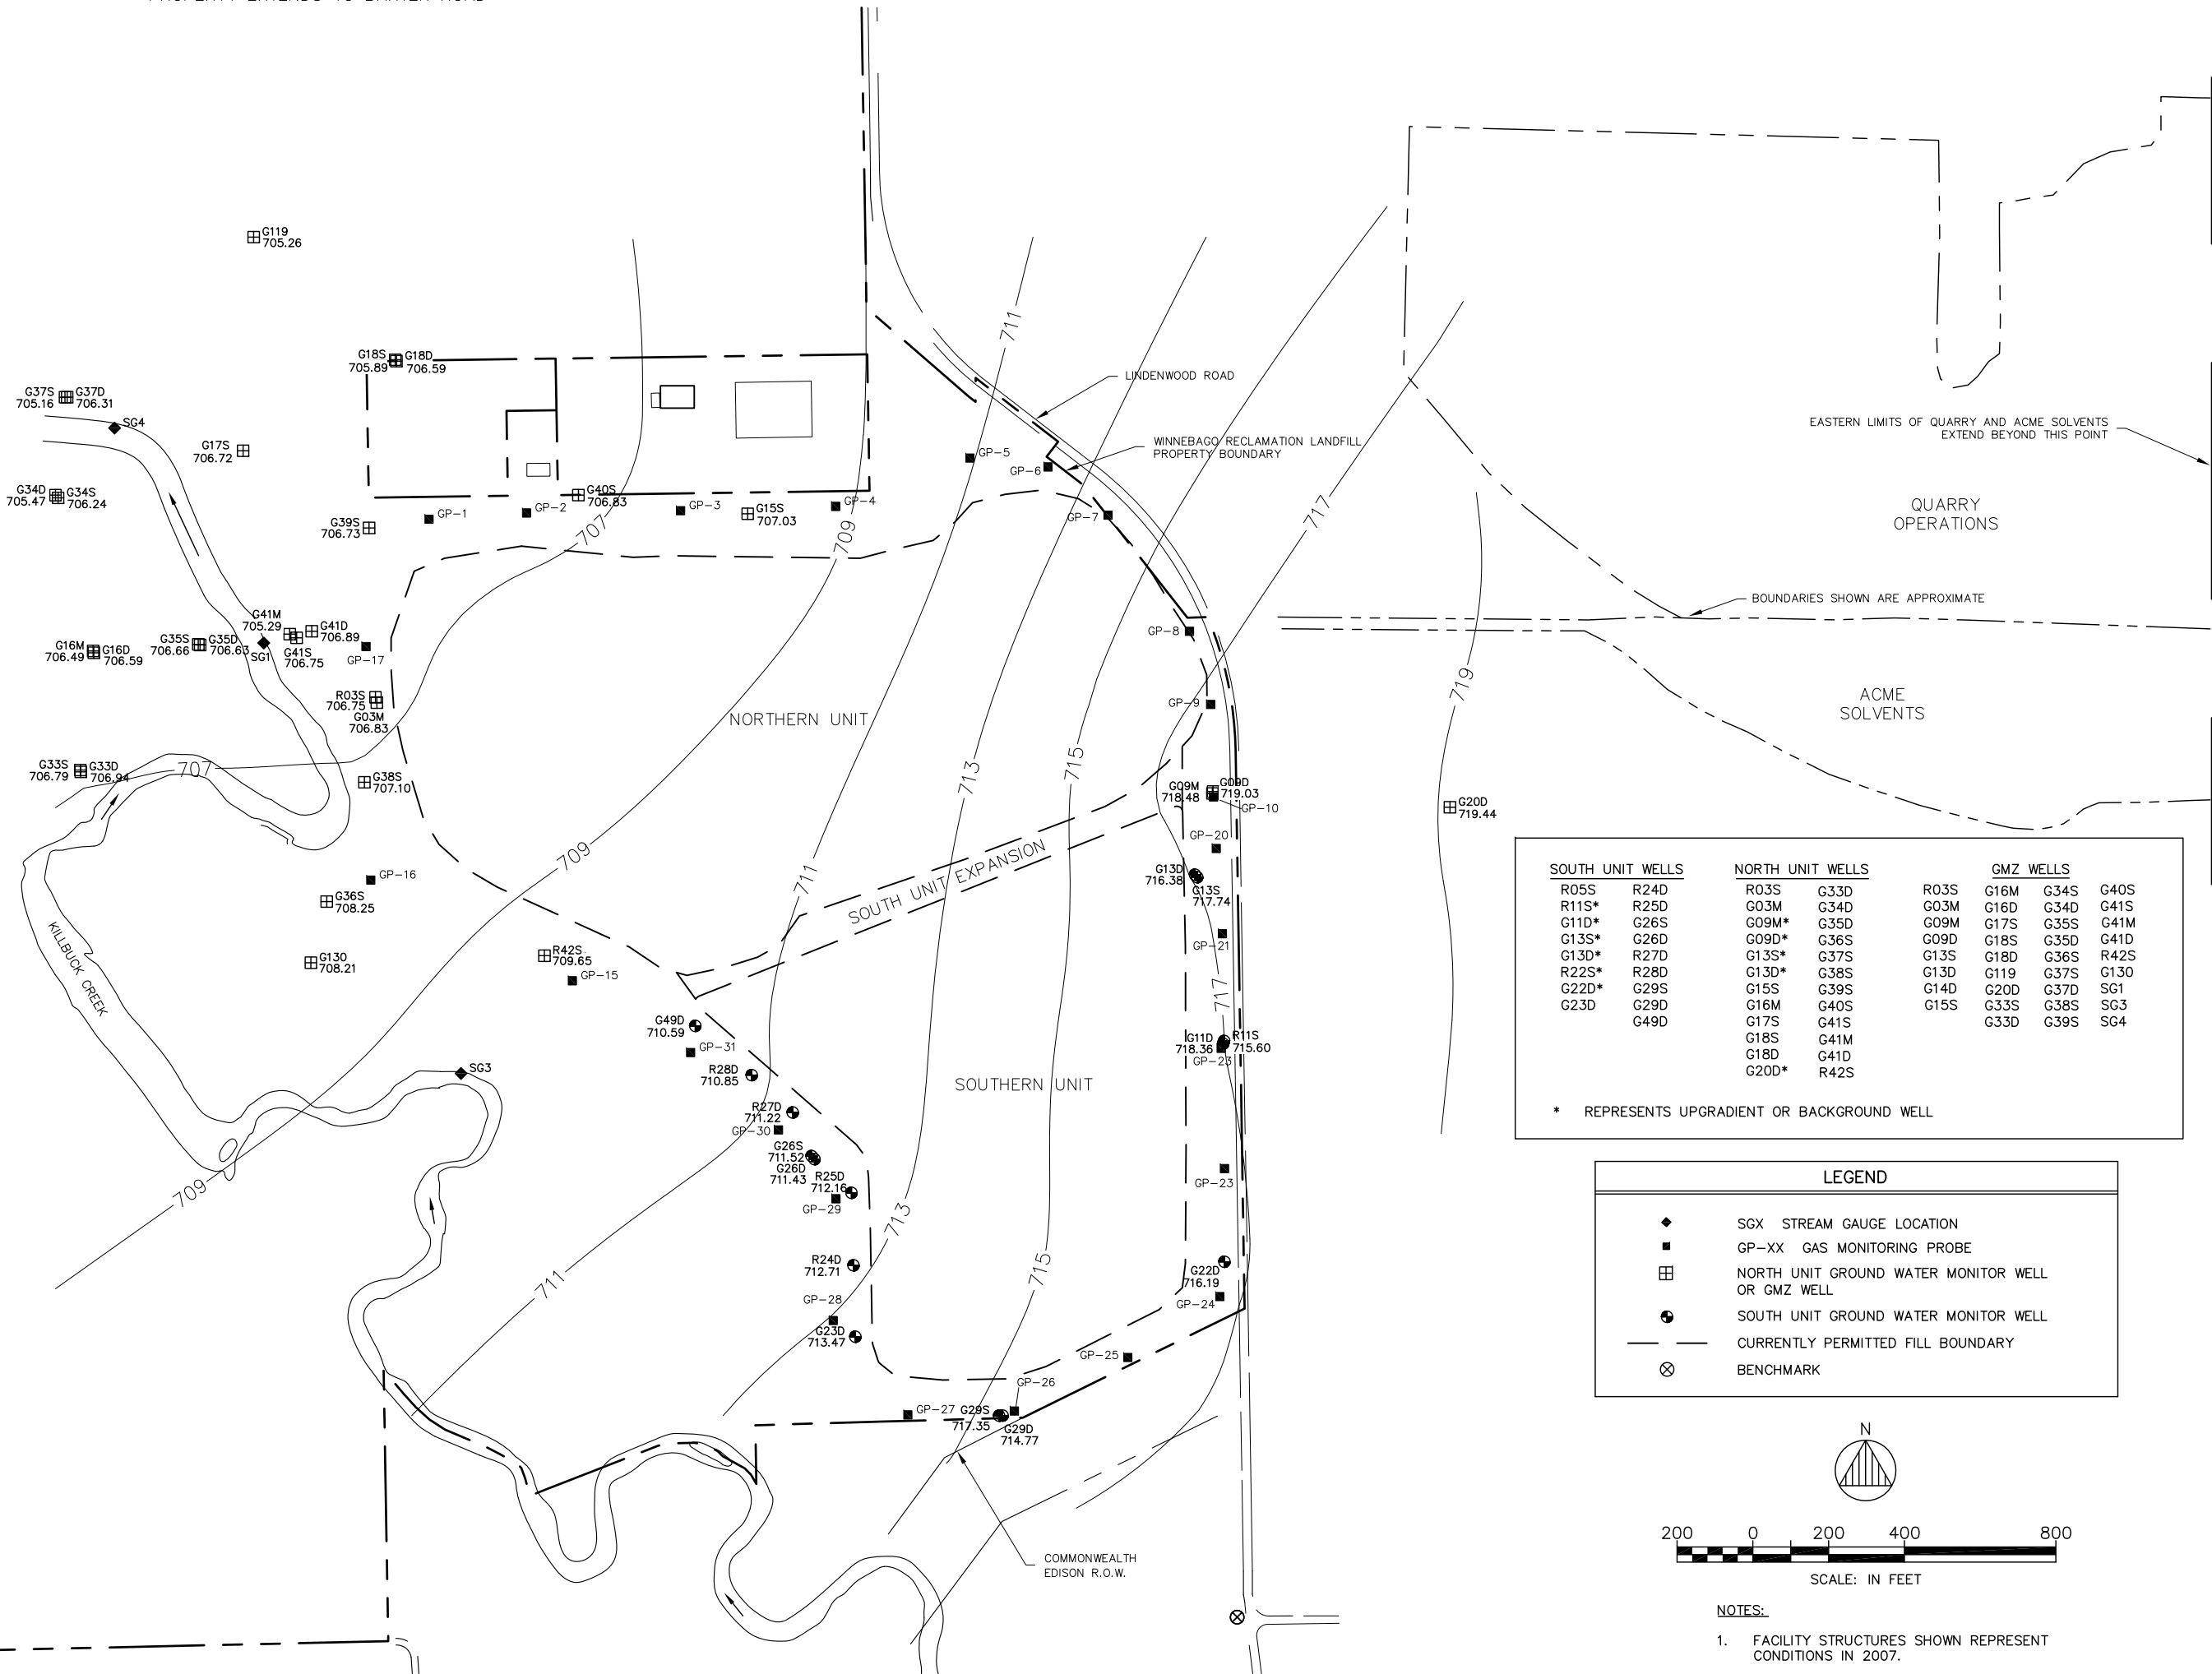 G119
705.26
G18S
705.89
G18D
706.59
G37S
705.16
G37D
706.31
SG4
G17S
706.72
G34D
705.47
G34S
706.24
G39S
706.73
GP-1
GP-2
G40S
706.83
GP-3
G15S
707.03
GP-4
GP-5
GP-6
GP-7
711
717
707
709
LINDENWOOD ROAD
WINNEBAGO RECLAMATION LANDFILL
PROPERTY BOUNDARY
EASTERN LIMITS OF QUARRY AND ACME SOLVENTS
EXTEND BEYOND THIS POINT
QUARRY
OPERATIONS
BOUNDARIES SHOWN ARE APPROXIMATE
ACME
SOLVENTS
G41M
705.29
G41D
706.89
G41S
706.75
SG1
GP-17
G16M
706.49
G16D
706.59
G35S
706.66
G35D
706.63
R03S
706.75
G03M
706.83
GP-8
GP-9
719
NORTHERN UNIT
G33S
706.79
G33D
706.94
707
G38S
707.10
713
715
G09M
718.48
G09D
719.03
GP-10
G20D
719.44
GP-20
709
711
SOUTH UNIT EXPANSION
G13D
716.38
G13S
717.74
GP-16
G36S
708.25
GP-21
KILLBUCK CREEK
G130
708.21
R42S
709.65
GP-15
717
G49D
710.59
GP-31
R28D
710.85
SG3
G11D
718.36
R11S
715.60
GP-23
SOUTHERN UNIT
R27D
711.22
GP-30
G26S
711.52
G26D
711.43
R25D
712.16
GP-29
709
713
GP-23
R24D
712.71
G22D
716.19
GP-24
711
715
GP-28
G23D
713.47
GP-25
GP-26
GP-27
G29S
717.35
G29D
714.77
COMMONWEALTH
EDISON R.O.W.
SOUTH UNIT WELLS NORTH UNIT WELLS GMZ WELLS
R05S R24D R03S G33D R03S G16M G34S G40S
R11S* R25D G03M G34D G03M G16D G34D G41S
G11D* G26S G09M* G35D G09M G17S G35S G41M
G13S* G26D G09D* G36S G09D G18S G35D G41D
G13D* R27D G13S* G37S G13S G18D G36S R42S
R22S* R28D G13D* G38S G13D G119 G37S G130
G22D* G29S G15S G39S G14D G20D G37D SG1
G23D G29D G16M G40S G15S G33S G38S SG3
G49D G17S G41S G33D G39S SG4
G18S G41M
G18D G41D
G20D* R42S
* REPRESENTS UPGRADIENT OR BACKGROUND WELL
LEGEND
SGX STREAM GAUGE LOCATION
GP-XX GAS MONITORING PROBE
NORTH UNIT GROUND WATER MONITOR WELL
OR GMZ WELL
SOUTH UNIT GROUND WATER MONITOR WELL
CURRENTLY PERMITTED FILL BOUNDARY
BENCHMARK
N
200 0 200 400 800
SCALE: IN FEET
NOTES:
1. FACILITY STRUCTURES SHOWN REPRESENT
CONDITIONS IN 2007.